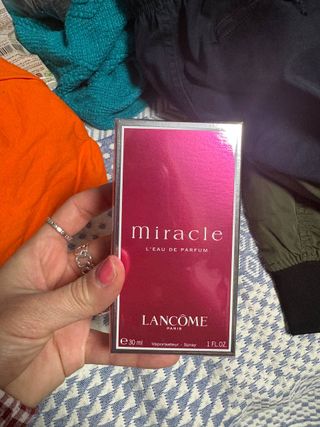 miracle
L'EAU DE PARFUM
LANCÔME
PARIS
e 30 ml Vaporisateur - Spray 1 FL.OZ.